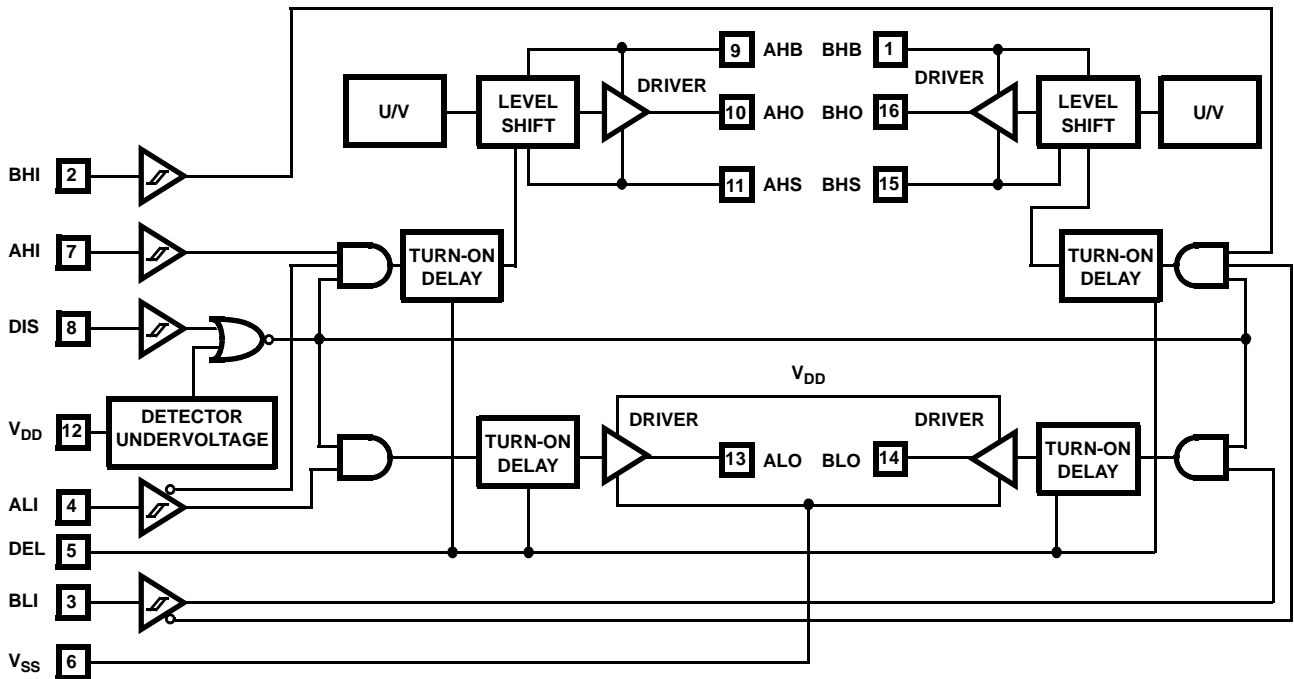 9 AHB BHB 1
DRIVER DRIVER
U/V LEVEL SHIFT LEVEL SHIFT U/V
10 AHO BHO 16
BHI 2
11 AHS BHS 15
AHI 7
TURN-ON DELAY TURN-ON DELAY
DIS 8
VDD
VDD 12 DETECTOR UNDERVOLTAGE
DRIVER DRIVER
TURN-ON DELAY 13 ALO BLO 14 TURN-ON DELAY
ALI 4
DEL 5
BLI 3
VSS 6